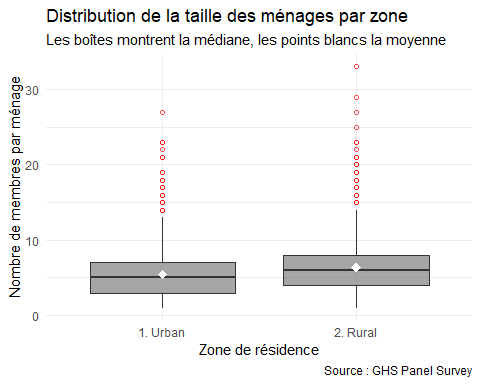 Distribution de la taille des ménages par zone
Les boîtes montrent la médiane, les points blancs la moyenne
Nombre de membres par ménage
30
20
10
0
1. Urban
2. Rural
Zone de résidence
Source : GHS Panel Survey